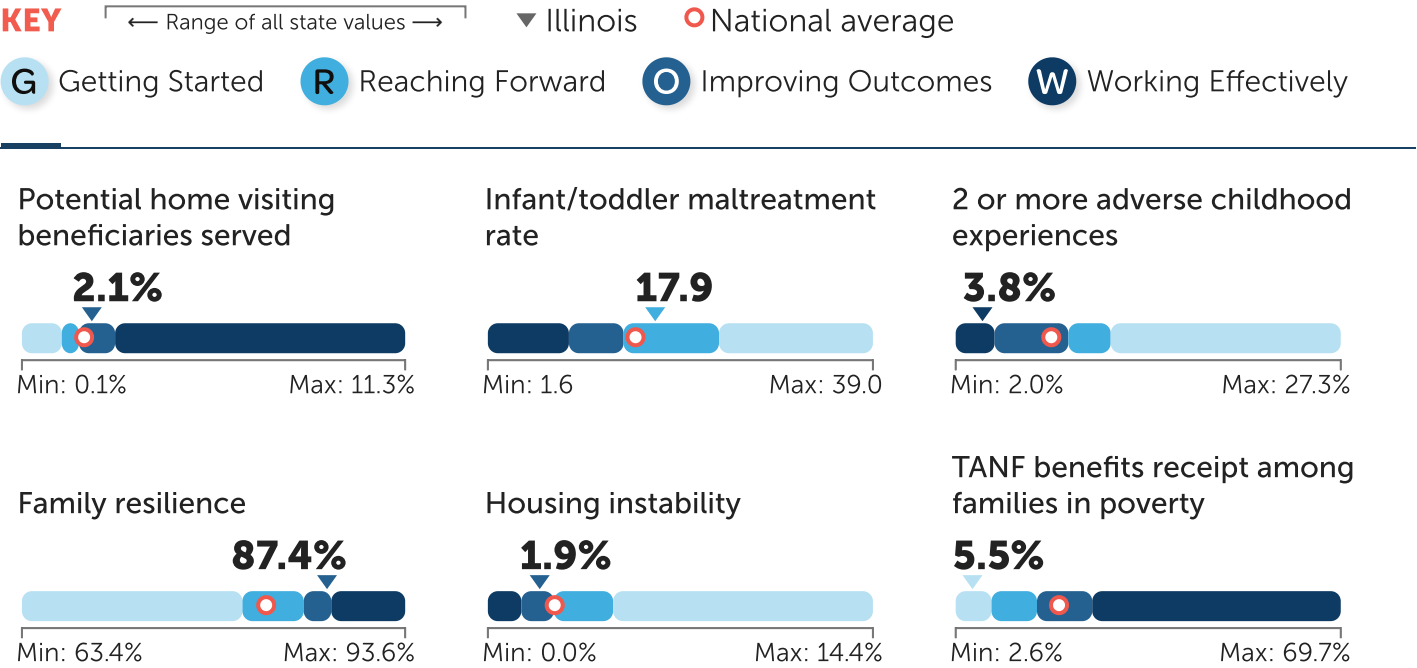 KEY
Range of all state values
Illinois
National average
G Getting Started
R Reaching Forward
O Improving Outcomes
W Working Effectively
Potential home visiting
beneficiaries served
2.1%
Min: 0.1%
Max: 11.3%
Infant/toddler maltreatment
rate
17.9
Min: 1.6
Max: 39.0
2 or more adverse childhood
experiences
3.8%
Min: 2.0%
Max: 27.3%
Family resilience
87.4%
Min: 63.4%
Max: 93.6%
Housing instability
1.9%
Min: 0.0%
Max: 14.4%
TANF benefits receipt among
families in poverty
5.5%
Min: 2.6%
Max: 69.7%